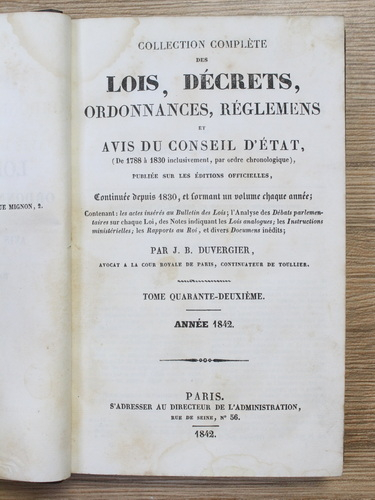 COLLECTION COMPLÈTE
DES
LOIS, DÉCRETS,
ORDONNANCES, RÉGLEMENS
ET
AVIS DU CONSEIL D'ÉTAT,
(De 1788 à 1830 inclusivement, par ordre chronologique),
PUBLIÉE SUR LES ÉDITIONS OFFICIELLES,
Continuée depuis 1830, et formant un volume chaque année;
Contenant: les actes insérés au Bulletin des Lois; l'Analyse des Débats parlemen-
taires sur chaque Loi, des Notes indiquant les Lois analogues; les Instructions
ministérielles; les Rapports au Roi, et divers Documens inédits;
PAR J. B. DUVERGIER,
AVOCAT A LA COUR ROYALE DE PARIS, CONTINUATEUR DE TOULLIER.
TOME QUARANTE-DEUXIÈME.
ANNÉE 1842.
PARIS.
S'ADRESSER AU DIRECTEUR DE L'ADMINISTRATION,
RUE DE SEINE, N° 56.
1842.
UE MIGNON, 2.